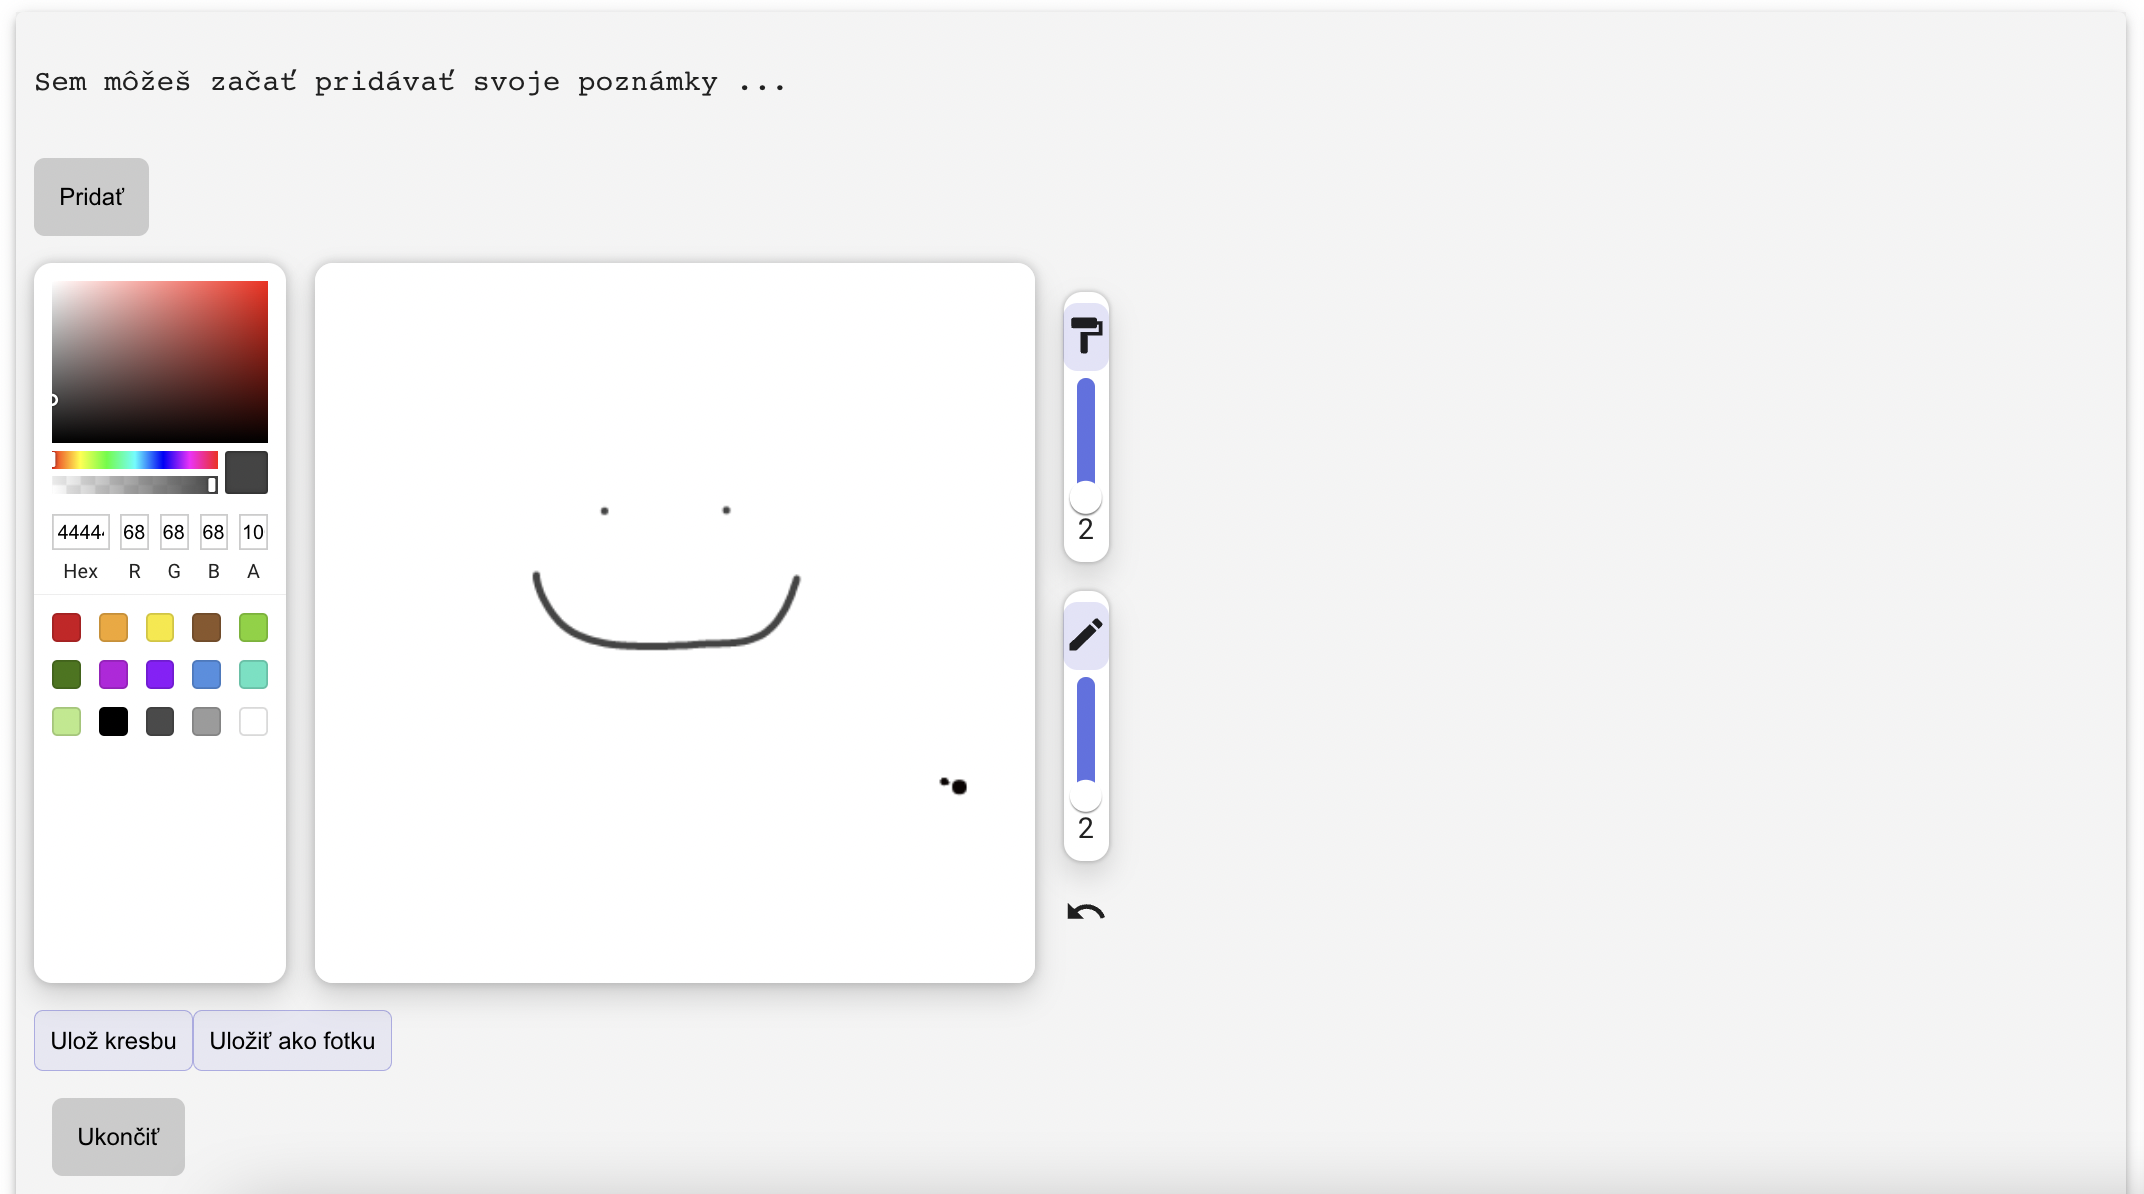 Sem môžeš začať pridávať svoje poznámky ...
Pridať
68 68 68 10
Hex R G B A
2
2
Ulož kresbu Uložiť ako fotku
Ukončiť